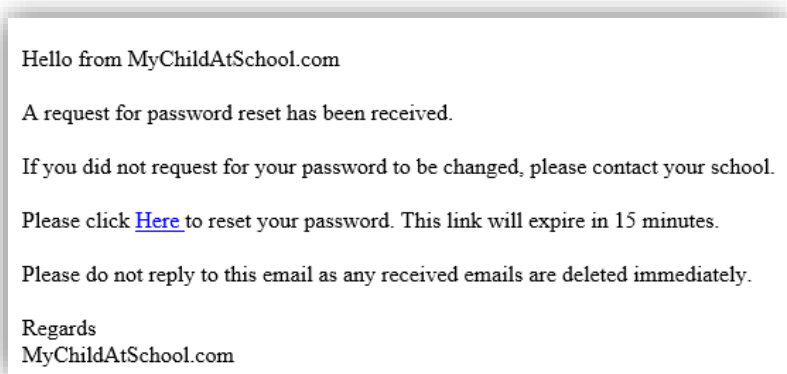 Hello from MyChildAtSchool.com
A request for password reset has been received.
If you did not request for your password to be changed, please contact your school.
Please click Here to reset your password. This link will expire in 15 minutes.
Please do not reply to this email as any received emails are deleted immediately.
Regards
MyChildAtSchool.com